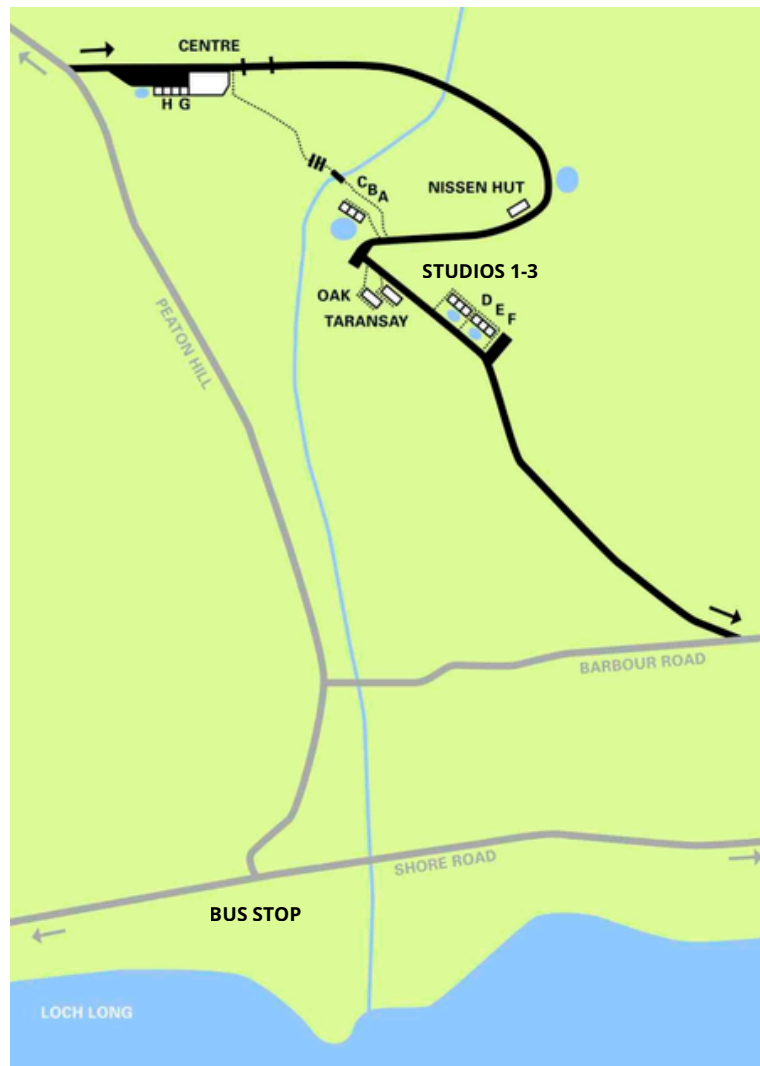 CENTRE
H G
C
B
A
NISSEN HUT
STUDIOS 1-3
OAK
TARANSAY
D
E
F
PEATON HILL
BARBOUR ROAD
SHORE ROAD
BUS STOP
LOCH LONG